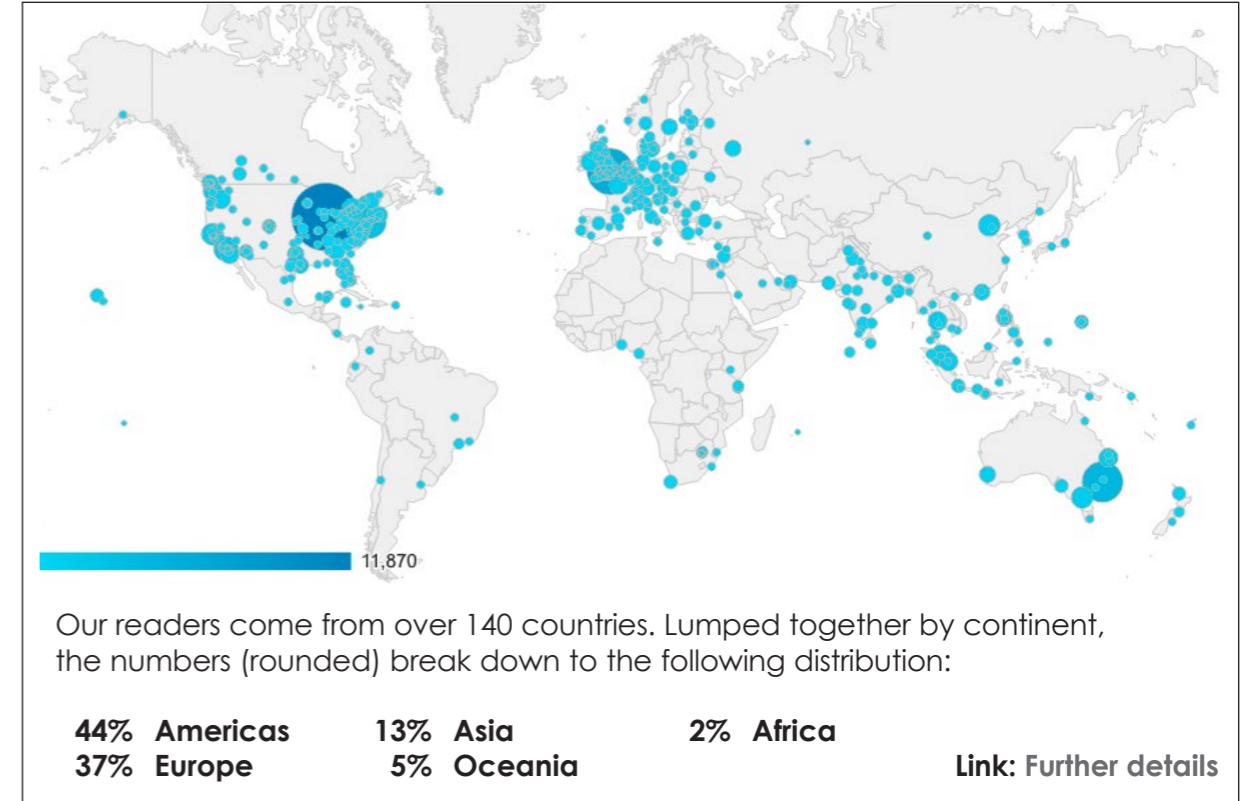 11,870
Our readers come from over 140 countries. Lumped together by continent,
the numbers (rounded) break down to the following distribution:
44% Americas 13% Asia 2% Africa
37% Europe 5% Oceania Link: Further details